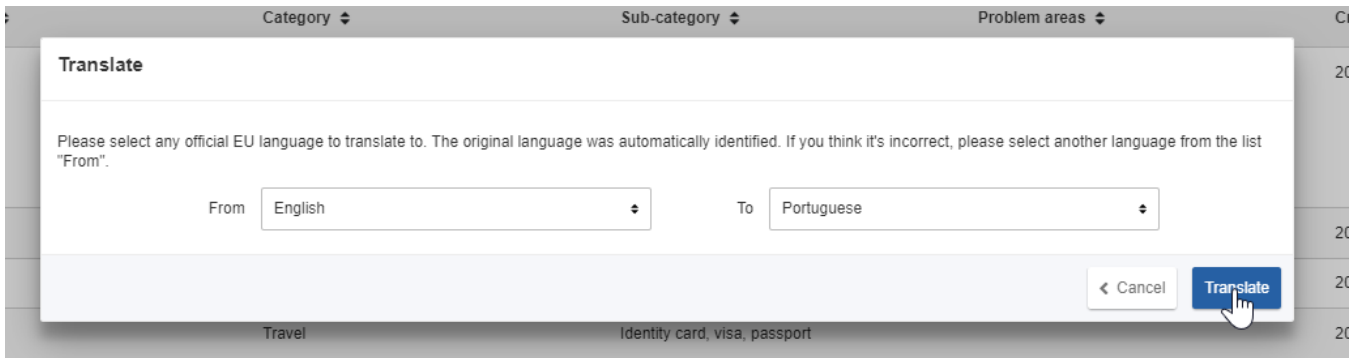 Category Sub-category Problem areas
Translate
Please select any official EU language to translate to. The original language was automatically identified. If you think it's incorrect, please select another language from the list
"From".
From English To Portuguese
Cancel Translate
Travel Identity card, visa, passport